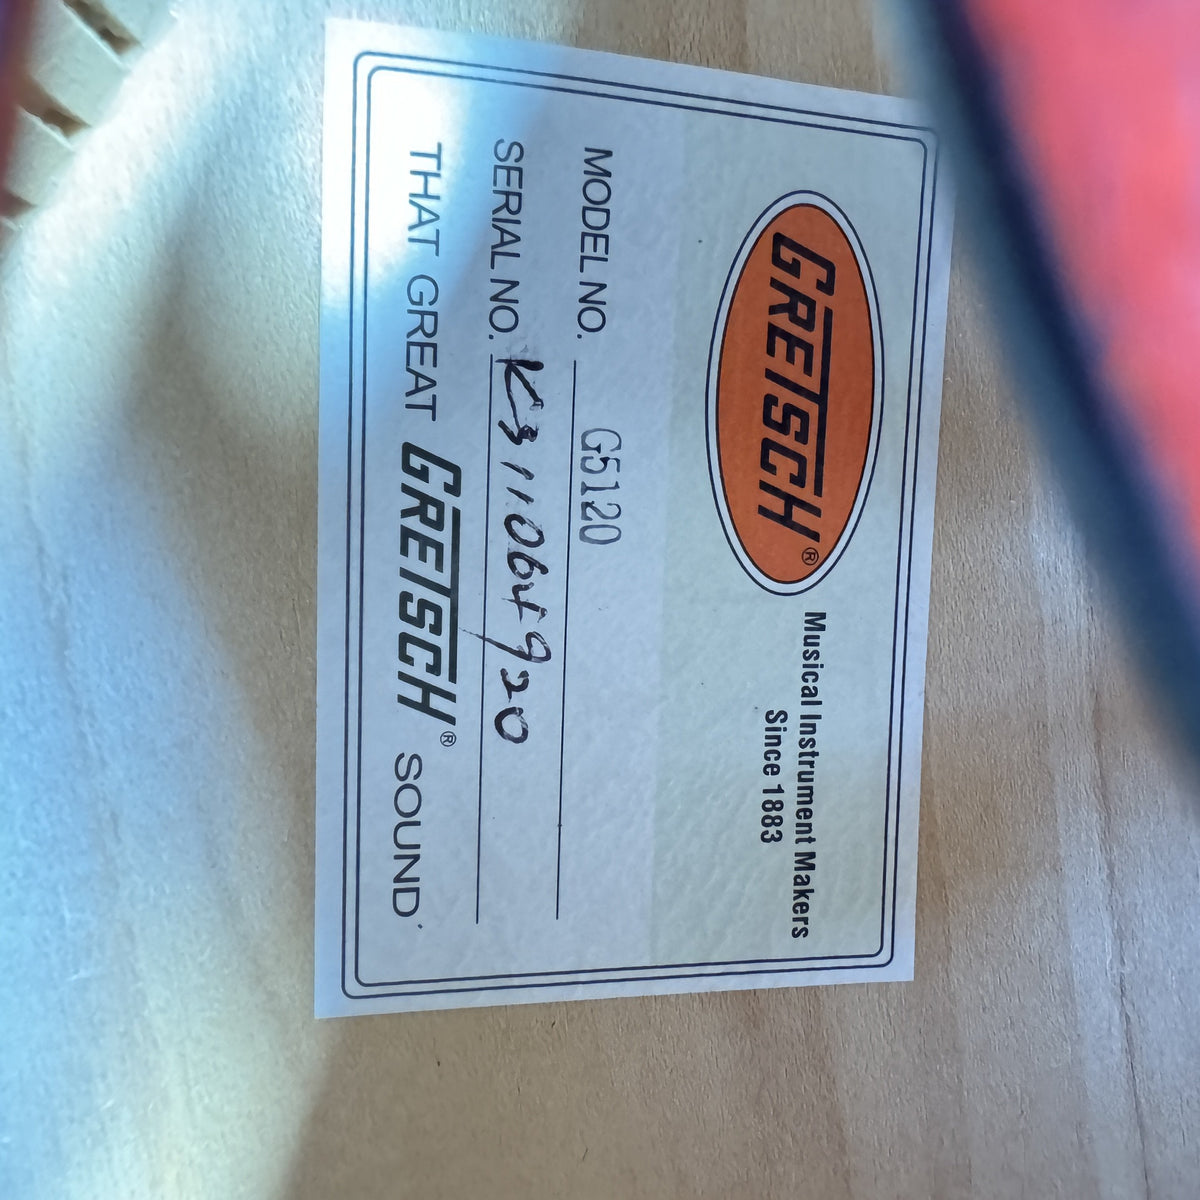 GRETSCH®
Musical Instrument Makers
Since 1883
MODEL NO. G5120
SERIAL NO. KS11064920
THAT GREAT GRETSCH® SOUND